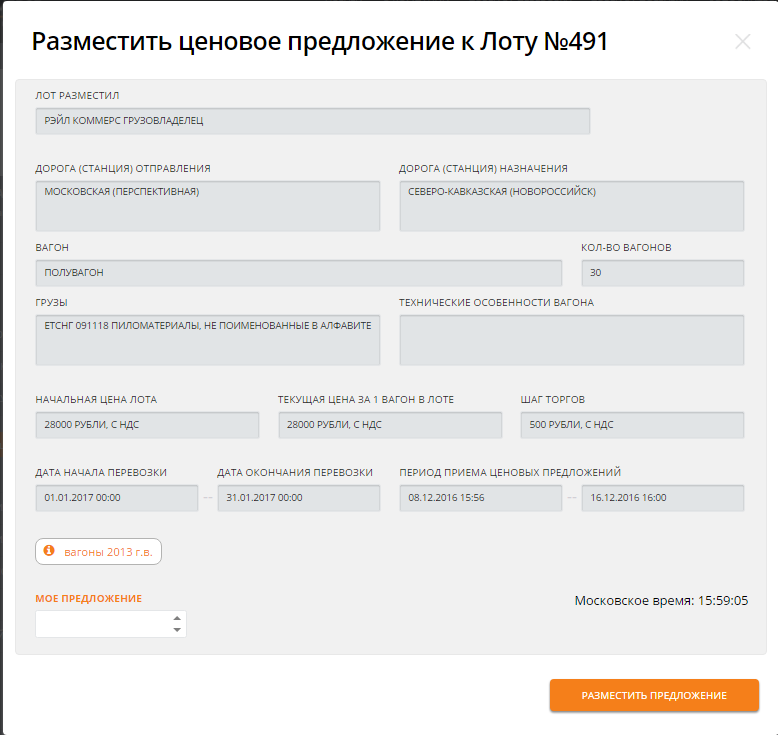 Разместить ценовое предложение к Лоту №491
ЛОТ РАЗМЕСТИЛ
РЭЙЛ КОММЕРС ГРУЗОВЛАДЕЛЕЦ
ДОРОГА (СТАНЦИЯ) ОТПРАВЛЕНИЯ
ДОРОГА (СТАНЦИЯ) НАЗНАЧЕНИЯ
МОСКОВСКАЯ (ПЕРСПЕКТИВНАЯ)
СЕВЕРО-КАВКАЗСКАЯ (НОВОРОССИЙСК)
ВАГОН
КОЛ-ВО ВАГОНОВ
ПОЛУВАГОН
30
ГРУЗЫ
ТЕХНИЧЕСКИЕ ОСОБЕННОСТИ ВАГОНА
ЕТСНГ 091118 ПИЛОМАТЕРИАЛЫ, НЕ ПОИМЕНОВАННЫЕ В АЛФАВИТЕ
НАЧАЛЬНАЯ ЦЕНА ЛОТА
ТЕКУЩАЯ ЦЕНА ЗА 1 ВАГОН В ЛОТЕ
ШАГ ТОРГОВ
28000 РУБЛИ, С НДС
28000 РУБЛИ, С НДС
500 РУБЛИ, С НДС
ДАТА НАЧАЛА ПЕРЕВОЗКИ
ДАТА ОКОНЧАНИЯ ПЕРЕВОЗКИ
ПЕРИОД ПРИЕМА ЦЕНОВЫХ ПРЕДЛОЖЕНИЙ
01.01.2017 00:00
31.01.2017 00:00
08.12.2016 15:56
16.12.2016 16:00
вагоны 2013 г.в.
МОЕ ПРЕДЛОЖЕНИЕ
Московское время: 15:59:05
РАЗМЕСТИТЬ ПРЕДЛОЖЕНИЕ